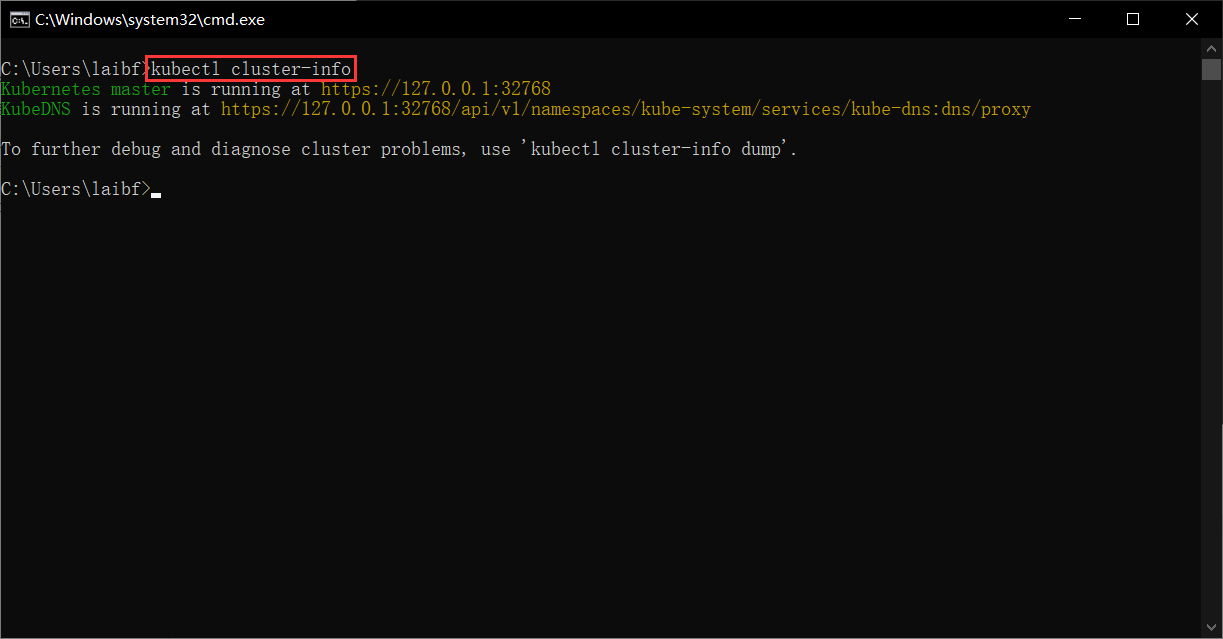 C:\Windows\system32\cmd.exe
C:\Users\laibf>kubectl cluster-info
Kubernetes master is running at https://127.0.0.1:32768
KubeDNS is running at https://127.0.0.1:32768/api/v1/namespaces/kube-system/services/kube-dns:dns/proxy
To further debug and diagnose cluster problems, use 'kubectl cluster-info dump'.
C:\Users\laibf>